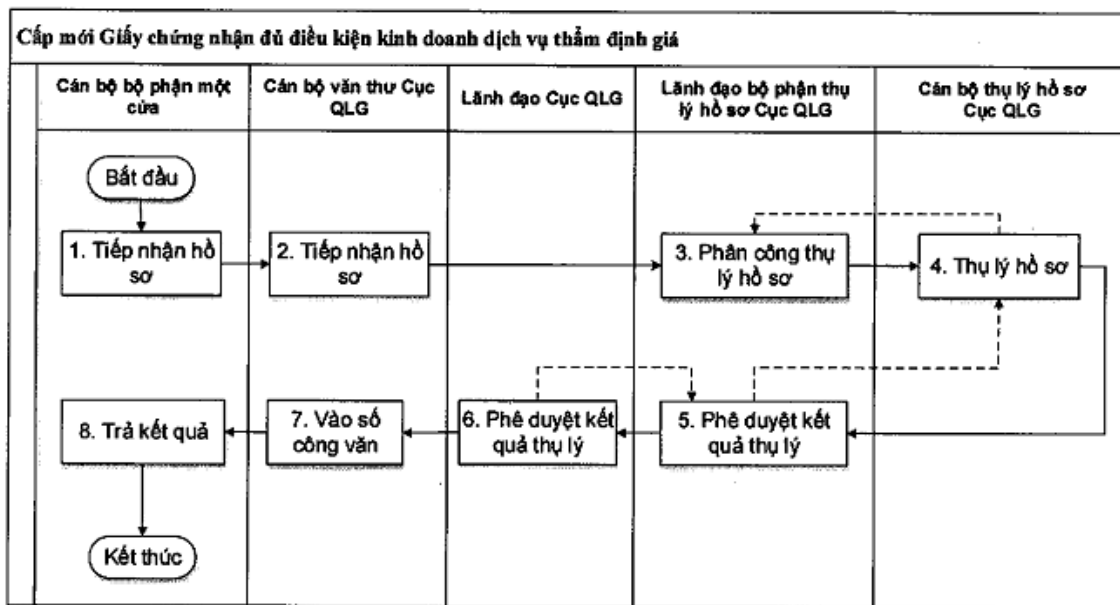 Cấp mới Giấy chứng nhận đủ điều kiện kinh doanh dịch vụ thẩm định giá
Cán bộ bộ phận một
cửa
Cán bộ văn thư Cục
QLG
Lãnh đạo Cục QLG
Lãnh đạo bộ phận thụ
lý hồ sơ Cục QLG
Cán bộ thụ lý hồ sơ
Cục QLG
Bắt đầu
1. Tiếp nhận hồ
sơ
2. Tiếp nhận hồ
sơ
3. Phân công thụ
lý hồ sơ
4. Thụ lý hồ sơ
8. Trả kết quả
7. Vào số
công văn
6. Phê duyệt kết
quả thụ lý
5. Phê duyệt kết
quả thụ lý
Kết thúc